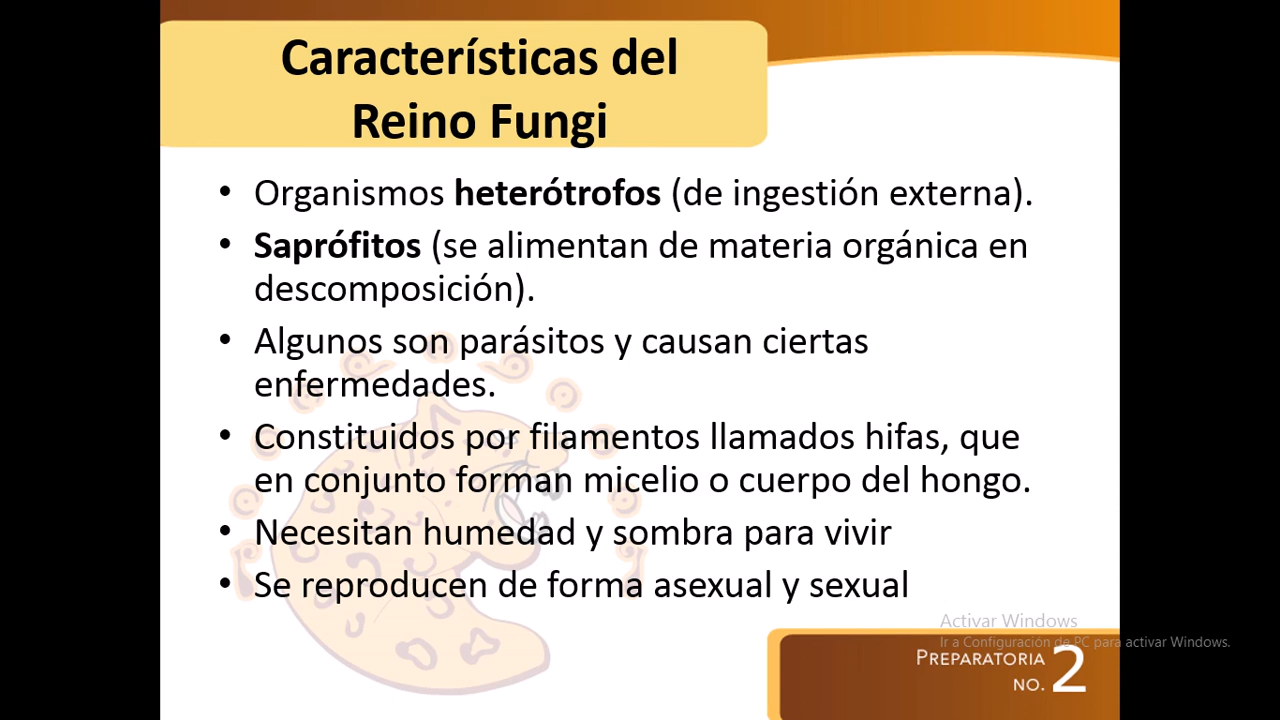 Características del
Reino Fungi
• Organismos heterótrofos (de ingestión externa).
• Saprófitos (se alimentan de materia orgánica en
descomposición).
• Algunos son parásitos y causan ciertas
enfermedades.
• Constituidos por filamentos llamados hifas, que
en conjunto forman micelio o cuerpo del hongo.
• Necesitan humedad y sombra para vivir
• Se reproducen de forma asexual y sexual
Activar Windows
Ir a Configuración de PC para activar Windows.
PREPARATORIA
NO. 2